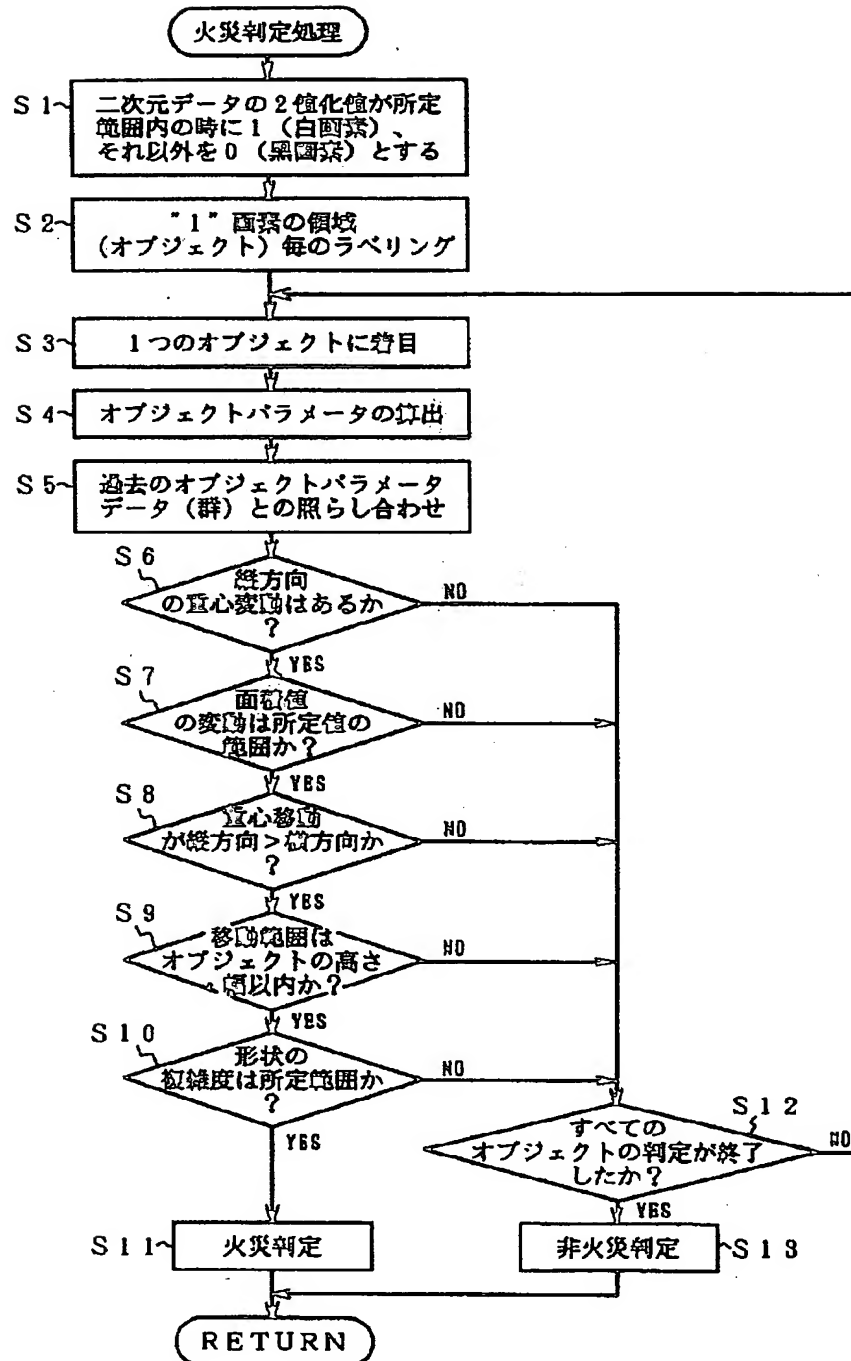 火災判定処理
S1
二次元データの2値化値が所定
範囲内の時に1(白画素)、
それ以外を0(黒画素)とする
S2
"1"画素の領域
(オブジェクト)毎のラベリング
S3
1つのオブジェクトに着目
S4
オブジェクトパラメータの算出
S5
過去のオブジェクトパラメータ
データ(群)との照らし合わせ
S6
縦方向
の重心変動はあるか
?
NO
YES
S7
面積値
の変動は所定値の
範囲か?
NO
YES
S8
重心移動
が縦方向>横方向か
?
NO
YES
S9
移動範囲は
オブジェクトの高さ
幅以内か?
NO
YES
S10
形状の
複雑度は所定範囲か
?
NO
YES
S12
すべての
オブジェクトの判定が終了
したか?
NO
YES
S11
火災判定
非火災判定
S13
RETURN